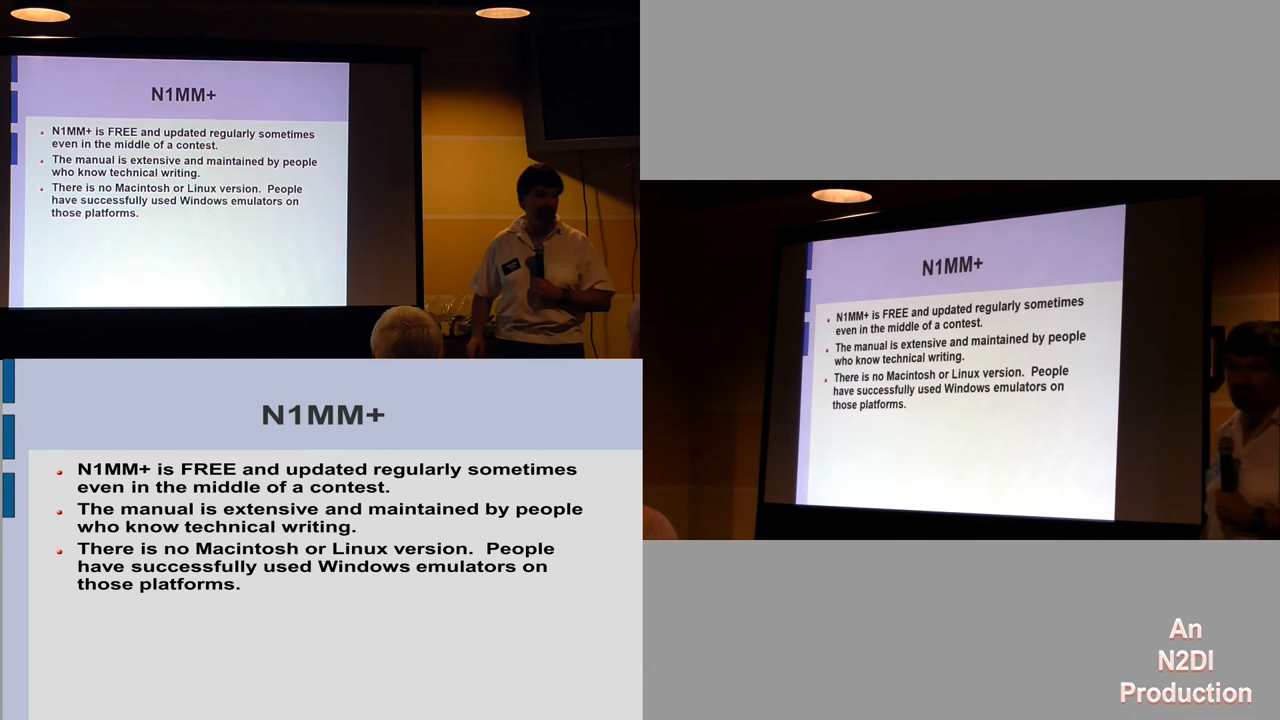 N1MM+
N1MM+ is FREE and updated regularly sometimes
even in the middle of a contest.
The manual is extensive and maintained by people
who know technical writing.
There is no Macintosh or Linux version.  People
have successfully used Windows emulators on
those platforms.
N1MM+
N1MM+ is FREE and updated regularly sometimes
even in the middle of a contest.
The manual is extensive and maintained by people
who know technical writing.
There is no Macintosh or Linux version.  People
have successfully used Windows emulators on
those platforms.
N1MM+
N1MM+ is FREE and updated regularly sometimes
even in the middle of a contest.
The manual is extensive and maintained by people
who know technical writing.
There is no Macintosh or Linux version.  People
have successfully used Windows emulators on
those platforms.
An
N2DI
Production